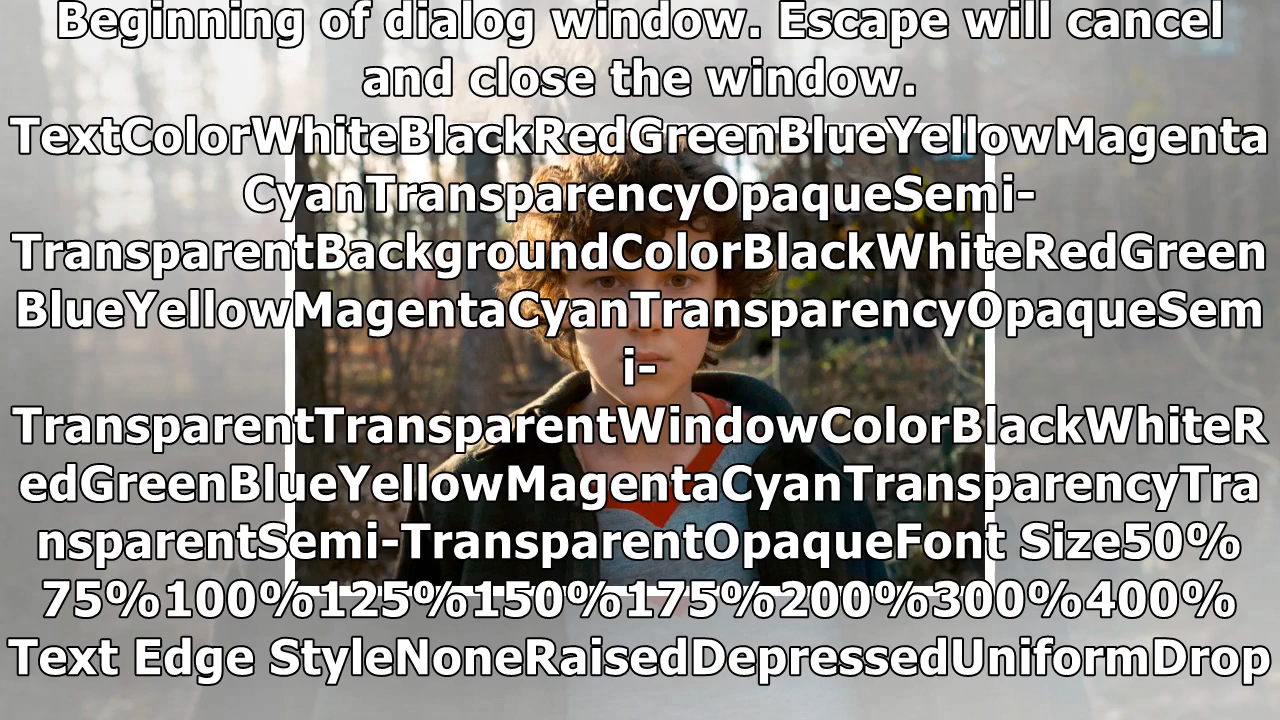 Beginning of dialog window. Escape will cancel
and close the window.
TextColorWhiteBlackRedGreenBlueYellowMagenta
CyanTransparencyOpaqueSemi-
TransparentBackgroundColorBlackWhiteRedGreen
BlueYellowMagentaCyanTransparencyOpaqueSem
i-
TransparentTransparentWindowColorBlackWhiteR
edGreenBlueYellowMagentaCyanTransparencyTra
nsparentSemi-TransparentOpaqueFont Size50%
75%100%125%150%175%200%300%400%
Text Edge StyleNoneRaisedDepressedUniformDrop